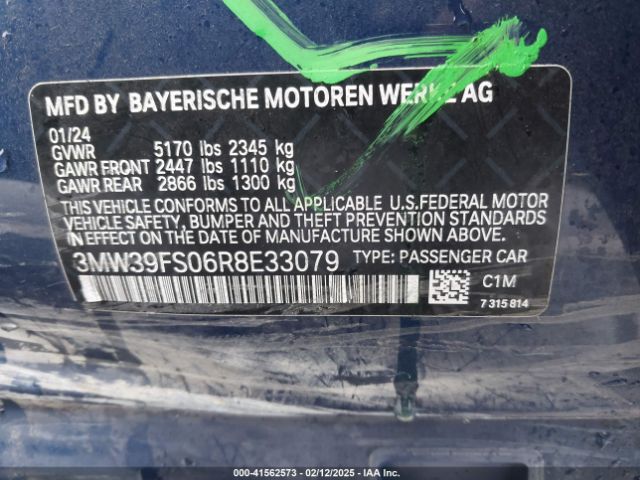 MFD BY BAYERISCHE MOTOREN WERKE AG
01/24
GVWR 5170 lbs 2345 kg
GAWR FRONT 2447 lbs 1110 kg
GAWR REAR 2866 lbs 1300 kg
THIS VEHICLE CONFORMS TO ALL APPLICABLE U.S.FEDERAL MOTOR
VEHICLE SAFETY, BUMPER AND THEFT PREVENTION STANDARDS
IN EFFECT ON THE DATE OF MANUFACTURE SHOWN ABOVE.
3MW39FS06R8E33079 TYPE: PASSENGER CAR
C1M
7 315 814
000-41562573 - 02/12/2025 - IAA Inc.